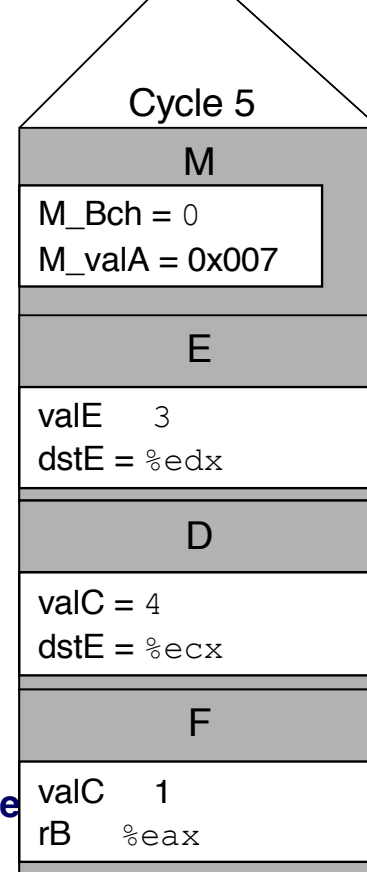 Cycle 5
M
M_Bch = 0
M_valA = 0x007
E
valE 3
dstE = %edx
D
valC = 4
dstE = %ecx
F
e valC 1
rB %eax